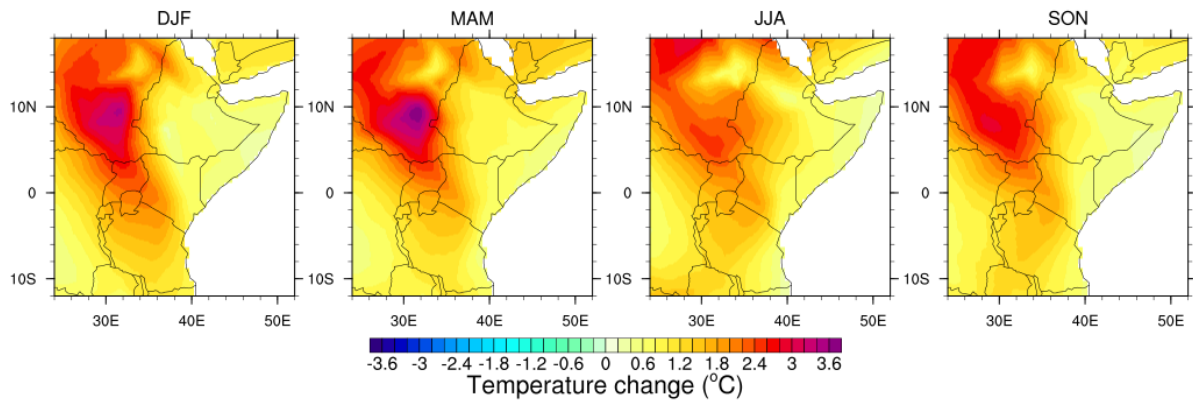 DJF MAM JJA SON
10N 10N 10N 10N
0 0 0 0
10S 10S 10S 10S
30E 40E 50E 30E 40E 50E 30E 40E 50E 30E 40E 50E
-3.6 -3 -2.4 -1.8 -1.2 -0.6 0 0.6 1.2 1.8 2.4 3 3.6
Temperature change (°C)